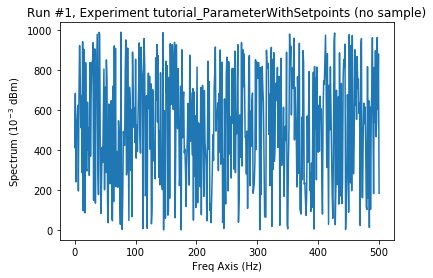 Run #1, Experiment tutorial_ParameterWithSetpoints (no sample)
1000
800
600
400
200
0
Spectrum (10⁻³ dBm)
0 100 200 300 400 500
Freq Axis (Hz)